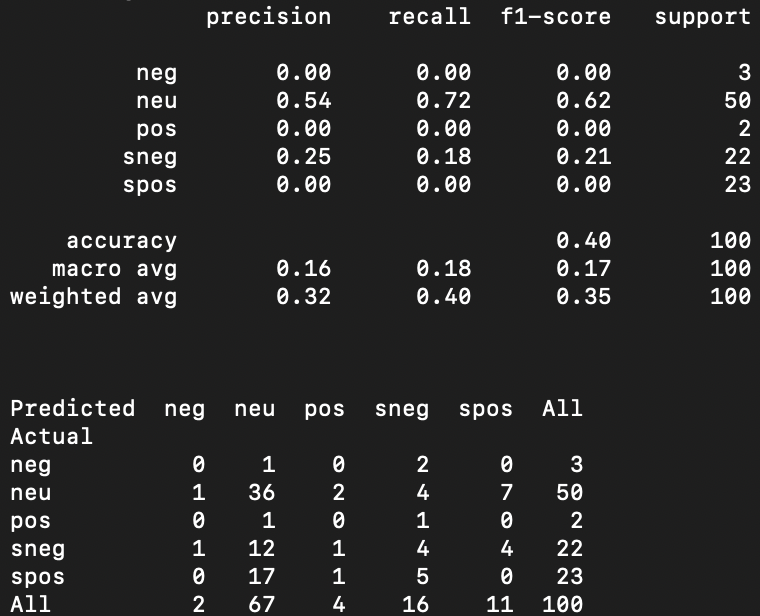 precision recall f1-score support
neg 0.00 0.00 0.00 3
neu 0.54 0.72 0.62 50
pos 0.00 0.00 0.00 2
sneg 0.25 0.18 0.21 22
spos 0.00 0.00 0.00 23
accuracy 0.40 100
macro avg 0.16 0.18 0.17 100
weighted avg 0.32 0.40 0.35 100
Predicted neg neu pos sneg spos All
Actual
neg 0 1 0 2 0 3
neu 1 36 2 4 7 50
pos 0 1 0 1 0 2
sneg 1 12 1 4 4 22
spos 0 17 1 5 0 23
All 2 67 4 16 11 100